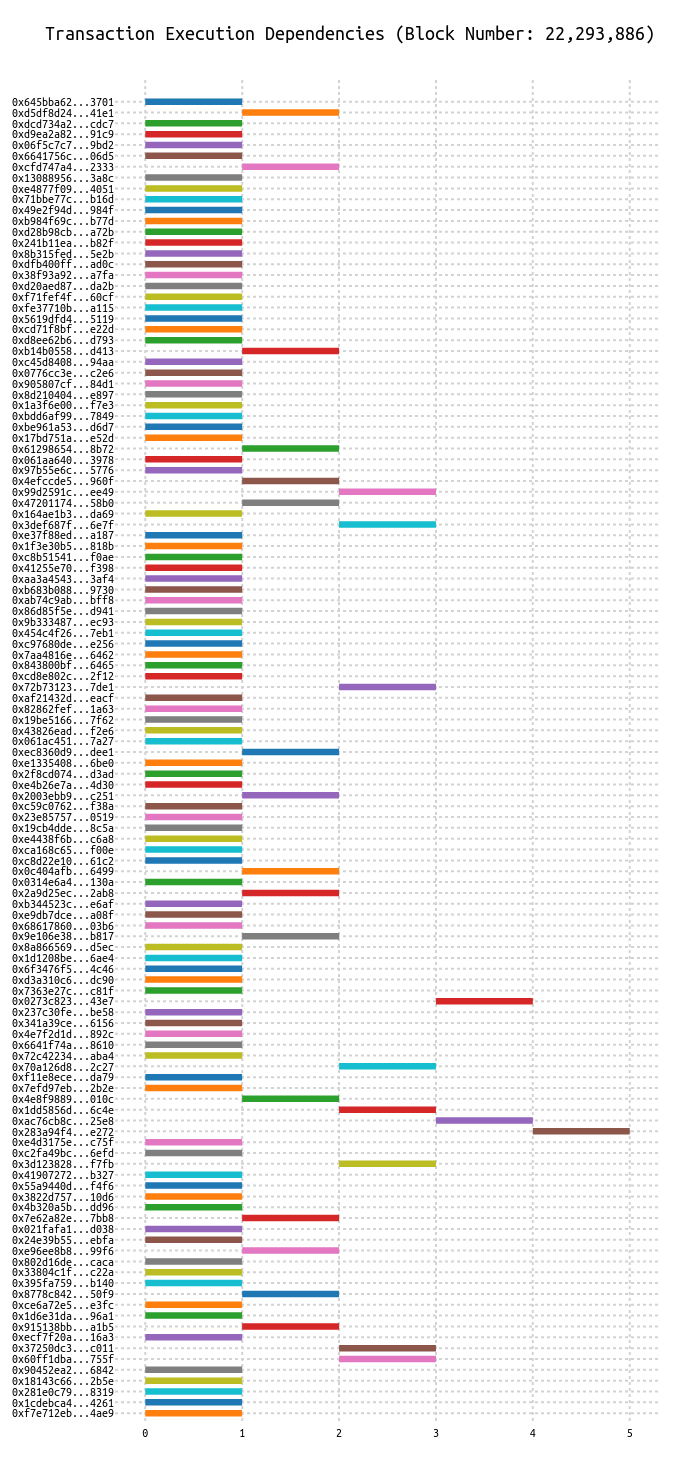 Transaction Execution Dependencies (Block Number: 22,293,886)
0x645bba62...3701
0xd5df8d24...41e1
0xdcd734a2...cdc7
0xd9ea2a82...91c9
0x06f5c7c7...9bd2
0x6641756c...06d5
0xcfd747a4...2333
0x13088956...3a8c
0xe4877f09...4051
0x71bbe77c...b16d
0x49e2f94d...984f
0xb984f69c...b77d
0xd28b98cb...a72b
0x241b11ea...b82f
0x8b315fed...5e2b
0xdfb400ff...ad0c
0x38f93a92...a7fa
0xd20aed87...da2b
0xf71fef4f...60cf
0xfe37710b...a115
0x5619dfd4...5119
0xcd71f8bf...e22d
0xd8ee62b6...d793
0xb14b0558...d413
0xc45d8408...94aa
0x0776cc3e...c2e6
0x905807cf...84d1
0x8d210404...e897
0x1a3f6e00...f7e3
0xbdd6af99...7849
0xbe961a53...d6d7
0x17bd751a...e52d
0x61298654...8b72
0x061aa640...3978
0x97b55e6c...5776
0x4efccde5...960f
0x99d2591c...ee49
0x47201174...58b0
0x164ae1b3...da69
0x3def687f...6e7f
0xe37f88ed...a187
0x1f3e30b5...818b
0xc8b51541...f0ae
0x41255e70...f398
0xaa3a4543...3af4
0xb683b088...9730
0xab74c9ab...bff8
0x86d85f5e...d941
0x9b333487...ec93
0x454c4f26...7eb1
0xc97680de...e256
0x7aa4816e...6462
0x843800bf...6465
0xcd8e802c...2f12
0x72b73123...7de1
0xaf21432d...eacf
0x82862fef...1a63
0x19be5166...7f62
0x43826ead...f2e6
0x061ac451...7a27
0xec8360d9...dee1
0xe1335408...6be0
0x2f8cd074...d3ad
0xe4b26e7a...4d30
0x2003ebb9...c251
0xc59c0762...f38a
0x23e85757...0519
0x19cb4dde...8c5a
0xe4438f6b...c6a8
0xca168c65...f00e
0xc8d22e10...61c2
0x0c404afb...6499
0x0314e6a4...130a
0x2a9d25ec...2ab8
0xb344523c...e6af
0xe9db7dce...a08f
0x68617860...03b6
0x9e106e38...b817
0x8a866569...d5ec
0x1d1208be...6ae4
0x6f3476f5...4c46
0xd3a310c6...dc90
0x7363e27c...c81f
0x0273c823...43e7
0x237c30fe...be58
0x341a39ce...6156
0x4e7f2d1d...892c
0x6641f74a...8610
0x72c42234...aba4
0x70a126d8...2c27
0xf11e8ece...da79
0x7efd97eb...2b2e
0x4e8f9889...010c
0x1dd5856d...6c4e
0xac76cb8c...25e8
0x283a94f4...e272
0xe4d3175e...c75f
0xc2fa49bc...6efd
0x3d123828...f7fb
0x41907272...b327
0x55a9440d...f4f6
0x3822d757...10d6
0x4b320a5b...dd96
0x7e62a82e...7bb8
0x021fafa1...d038
0x24e39b55...ebfa
0xe96ee8b8...99f6
0x802d16de...caca
0x33804c1f...c22a
0x395fa759...b140
0x8778c842...50f9
0xce6a72e5...e3fc
0x1d6e31da...96a1
0x915138bb...a1b5
0xecf7f20a...16a3
0x37250dc3...c011
0x60ff1dba...755f
0x90452ea2...6842
0x18143c66...2b5e
0x281e0c79...8319
0x1cdebca4...4261
0xf7e712eb...4ae9
0 1 2 3 4 5